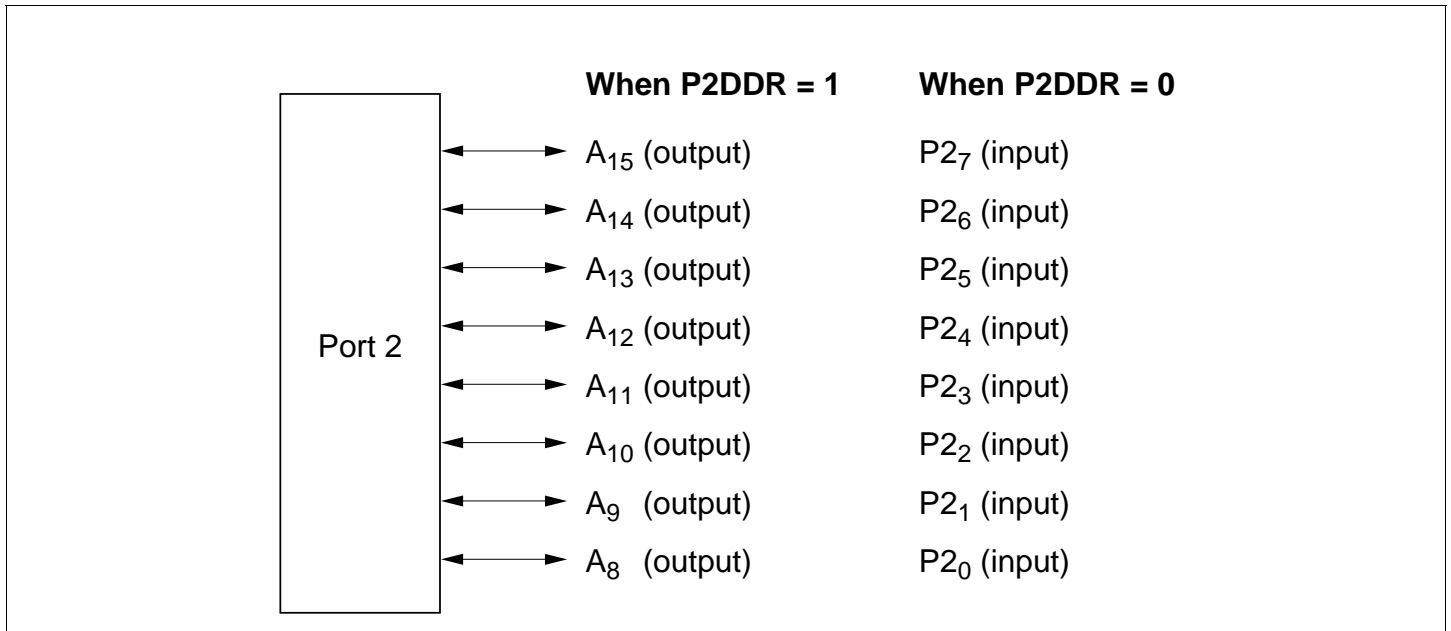 When P2DDR = 1 When P2DDR = 0
A15 (output) P27 (input)
A14 (output) P26 (input)
A13 (output) P25 (input)
A12 (output) P24 (input)
Port 2
A11 (output) P23 (input)
A10 (output) P22 (input)
A9 (output) P21 (input)
A8 (output) P20 (input)